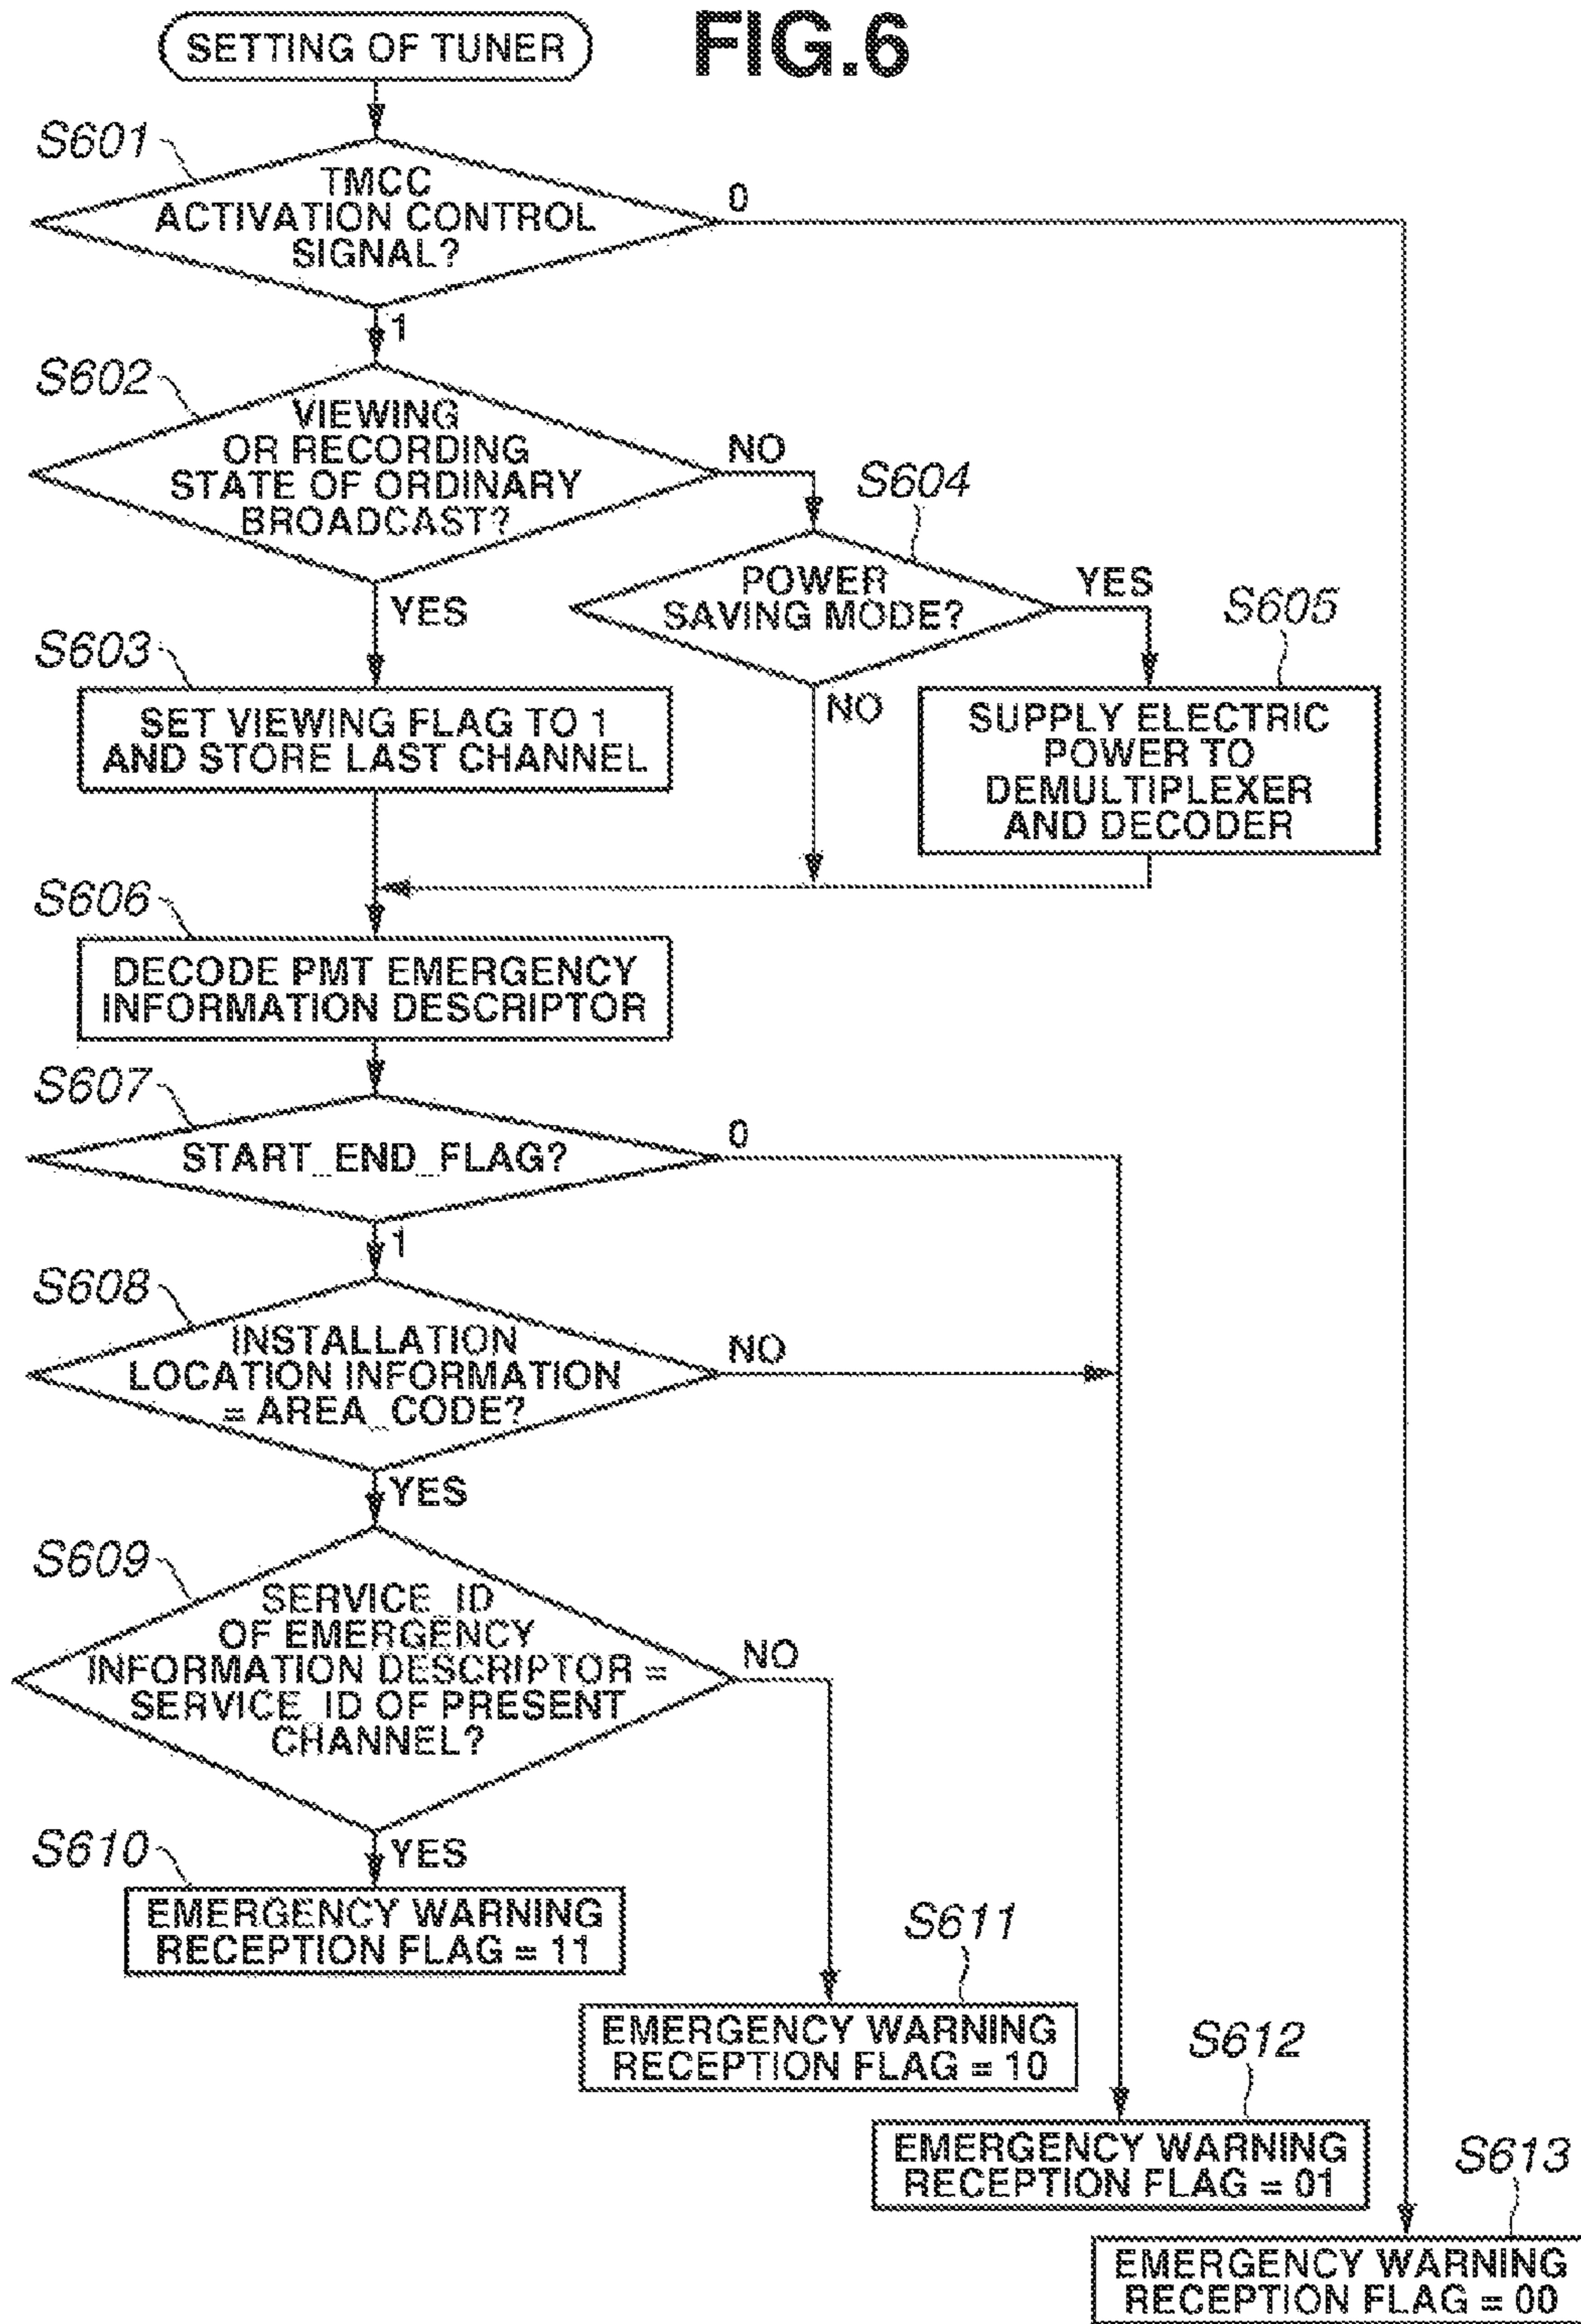 FIG.6
SETTING OF TUNER
S601
TMCC
ACTIVATION CONTROL
SIGNAL?
0
1
S602
VIEWING
OR RECORDING
STATE OF ORDINARY
BROADCAST?
NO
YES
S604
POWER
SAVING MODE?
YES
NO
S605
SUPPLY ELECTRIC
POWER TO
DEMULTIPLEXER
AND DECODER
S603
SET VIEWING FLAG TO 1
AND STORE LAST CHANNEL
S606
DECODE PMT EMERGENCY
INFORMATION DESCRIPTOR
S607
START_END_FLAG?
0
1
S608
INSTALLATION
LOCATION INFORMATION
= AREA_CODE?
NO
YES
S609
SERVICE_ID
OF EMERGENCY
INFORMATION DESCRIPTOR =
SERVICE_ID OF PRESENT
CHANNEL?
NO
YES
S610
EMERGENCY WARNING
RECEPTION FLAG = 11
S611
EMERGENCY WARNING
RECEPTION FLAG = 10
S612
EMERGENCY WARNING
RECEPTION FLAG = 01
S613
EMERGENCY WARNING
RECEPTION FLAG = 00